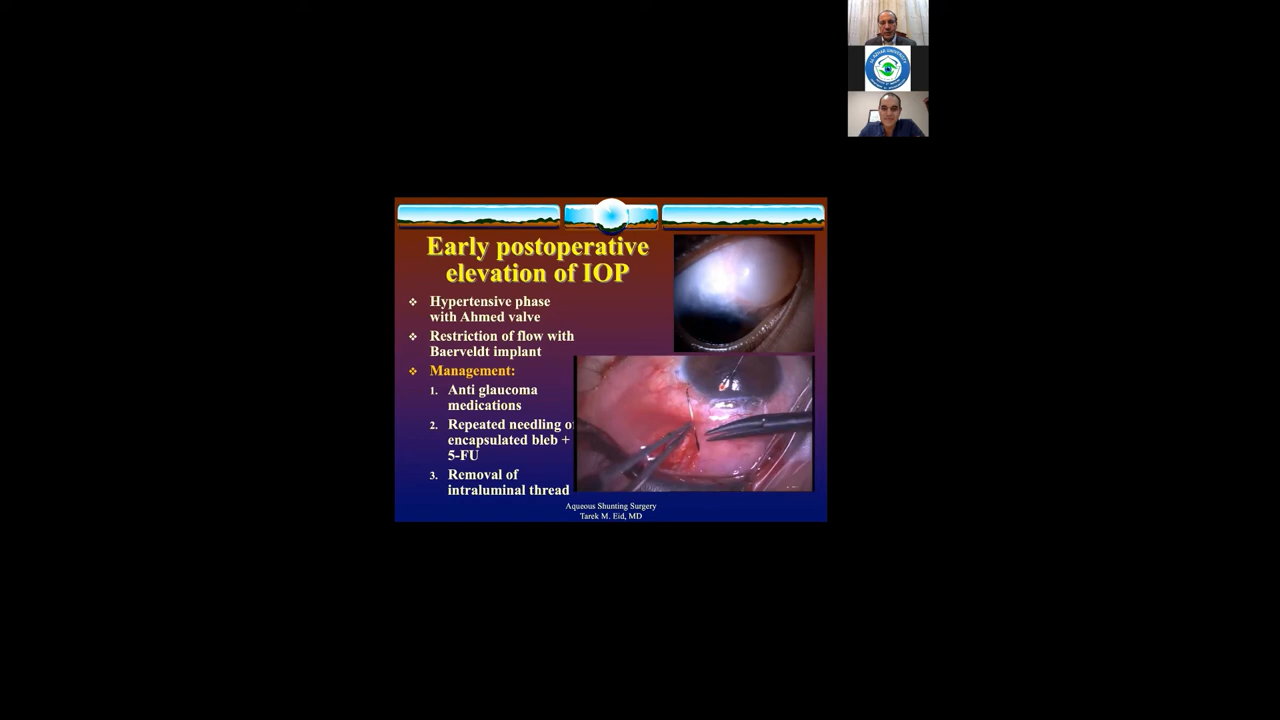 Early postoperative
elevation of IOP
Hypertensive phase
with Ahmed valve
Restriction of flow with
Baerveldt implant
Management:
1. Anti glaucoma
medications
2. Repeated needling
encapsulated bleb +
5-FU
3. Removal of
intraluminal thread
Aqueous Shunting Surgery
Tarek M. Eid, MD